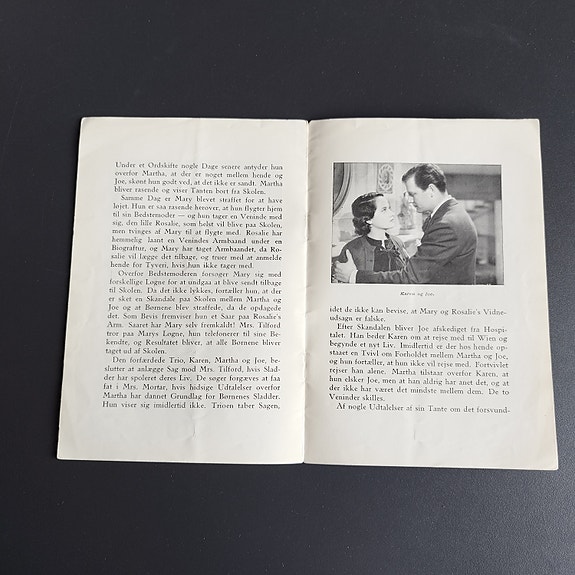 Under et Ordskifte nogle Dage senere antyder hun
overfor Martha, at der er noget mellem hende og
Joe, skønt hun godt ved, at det ikke er sandt. Martha
bliver rasende og viser Tanten bort fra Skolen.
Samme Dag er Mary blevet straffet for at have
løjet. Hun er saa rasende herover, at hun flygter hjem
til sin Bedstemoder — og hun tager en Veninde med
sig, den lille Rosalie, som helst vil blive paa Skolen,
men tvinges af Mary til at flygte med. Rosalie har
hemmelig laant en Venindes Armbaand under en
Biograftur, og Mary har taget Armbaandet, da Ro-
salie vil lægge det tilbage, og truer med at anmelde
hende for Tyveri, hvis hun ikke tager med.
Overfor Bedstemoderen forsøger Mary sig med
forskellige Løgne for at undgaa at blive sendt tilbage
til Skolen. Da det ikke lykkes, fortæller hun, at der
er sket en Skandale paa Skolen mellem Martha og
Joe og at Børnene blev straffede, da de opdagede
det. Som Bevis fremviser hun et Saar paa Rosalie's
Arm. Saaret har Mary selv fremkaldt! Mrs. Tilford
tror paa Marys Løgne, hun telefonerer til sine Be-
kendte, og Resultatet bliver, at alle Børnene bliver
taget ud af Skolen.
Den forfærdede Trio, Karen, Martha og Joe, be-
slutter at anlægge Sag mod Mrs. Tilford, hvis Slad-
der har spoleret deres Liv. De søger forgæves at faa
fat i Mrs. Mortar, hvis hidsige Udtalelser overfor
Martha har dannet Grundlag for Børnenes Sladder.
Hun viser sig imidlertid ikke. Trioen taber Sagen,
Karen og Joe
idet de ikke kan bevise, at Mary og Rosalie's Vidne-
udsagn er falske.
Efter Skandalen bliver Joe afskediget fra Hospi-
talet. Han beder Karen om at rejse med til Wien og
begynde et nyt Liv. Imidlertid er der hos hende op-
staaet en Tvivl om Forholdet mellem Martha og Joe,
og hun fortæller, at hun ikke vil rejse med. Fortvivlet
rejser han alene. Martha tilstaar overfor Karen, at
hun elsker Joe, men at han aldrig har anet det, og at
der ikke har været det mindste mellem dem. De to
Veninder skilles.
Af nogle Udtalelser af sin Tante om det forsvund-